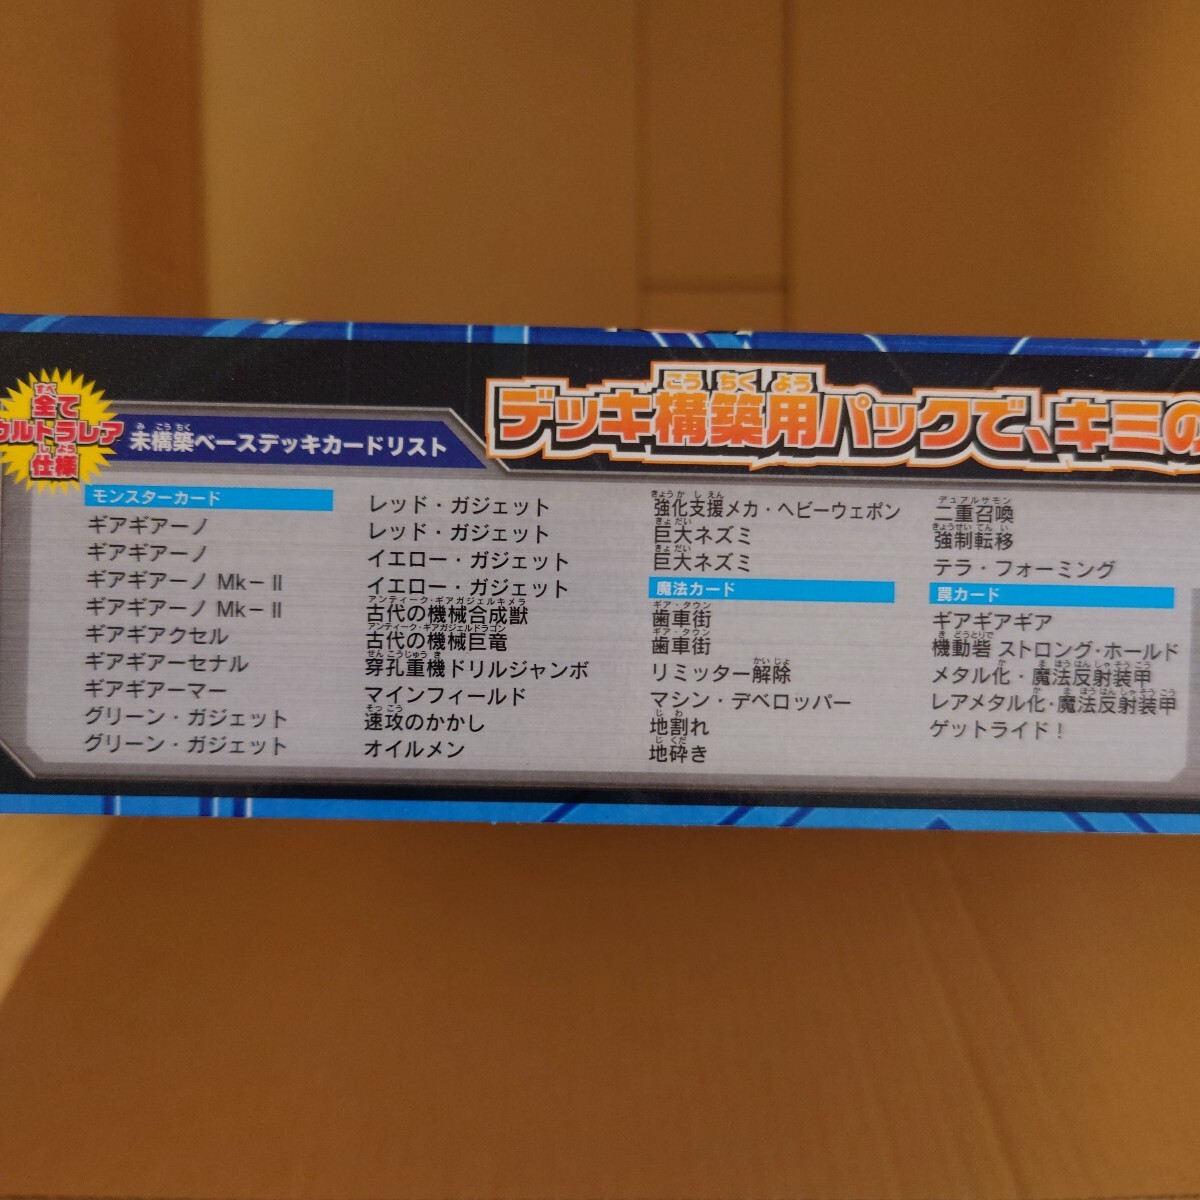 全て
ウルトラレア
仕様
未構築ベースデッキカードリスト
デッキ構築用パックで、キミの
モンスターカード
ギアギアーノ
ギアギアーノ
ギアギアーノ Mk－II
ギアギアーノ Mk－II
ギアギアクセル
ギアギアーセナル
ギアギアーマー
グリーン・ガジェット
グリーン・ガジェット
レッド・ガジェット
レッド・ガジェット
イエロー・ガジェット
イエロー・ガジェット
古代の機械合成獣
古代の機械巨竜
穿孔重機ドリルジャンボ
マインフィールド
速攻のかかし
オイルメン
強化支援メカ・ヘビーウェポン
巨大ネズミ
巨大ネズミ
魔法カード
歯車街
歯車街
リミッター解除
マシン・デベロッパー
地割れ
地砕き
二重召喚
強制転移
テラ・フォーミング
罠カード
ギアギアギア
機動砦 ストロング・ホールド
メタル化・魔法反射装甲
レアメタル化・魔法反射装甲
ゲットライド！